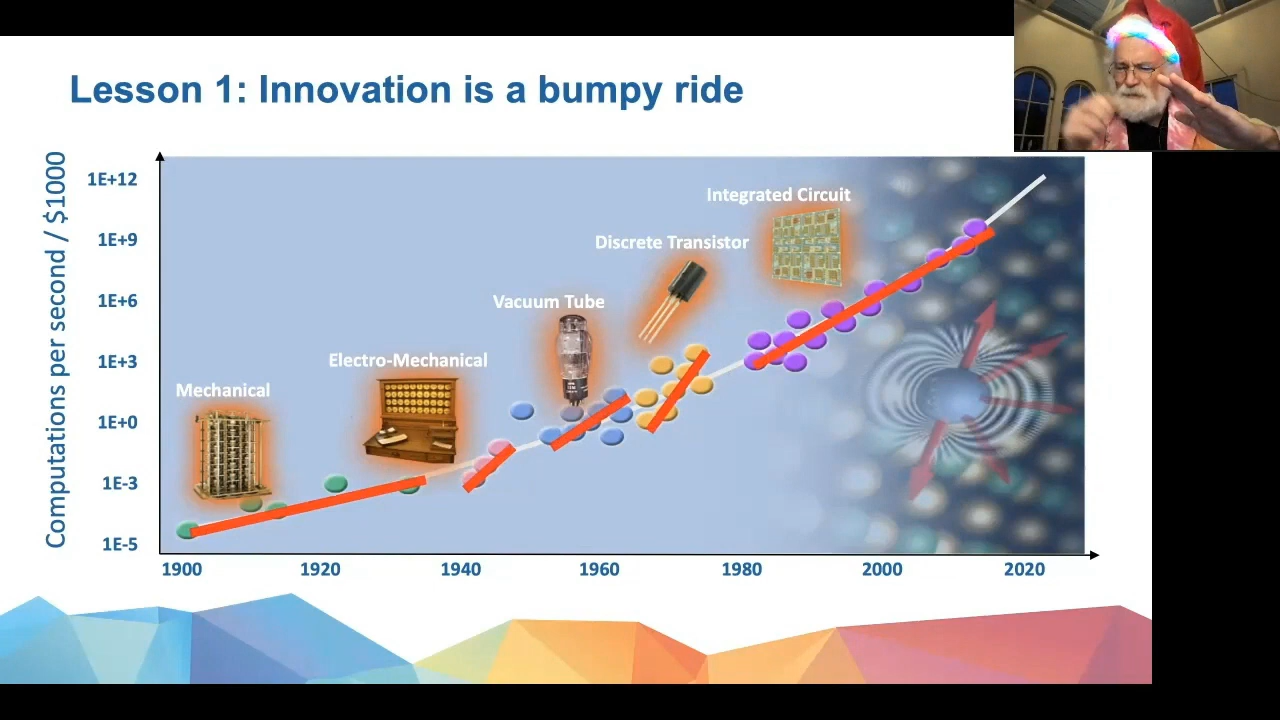 Lesson 1: Innovation is a bumpy ride
Computations per second / $1000
1E+12
1E+9
1E+6
1E+3
1E+0
1E-3
1E-5
Integrated Circuit
Discrete Transistor
Vacuum Tube
Electro-Mechanical
Mechanical
1900
1920
1940
1960
1980
2000
2020